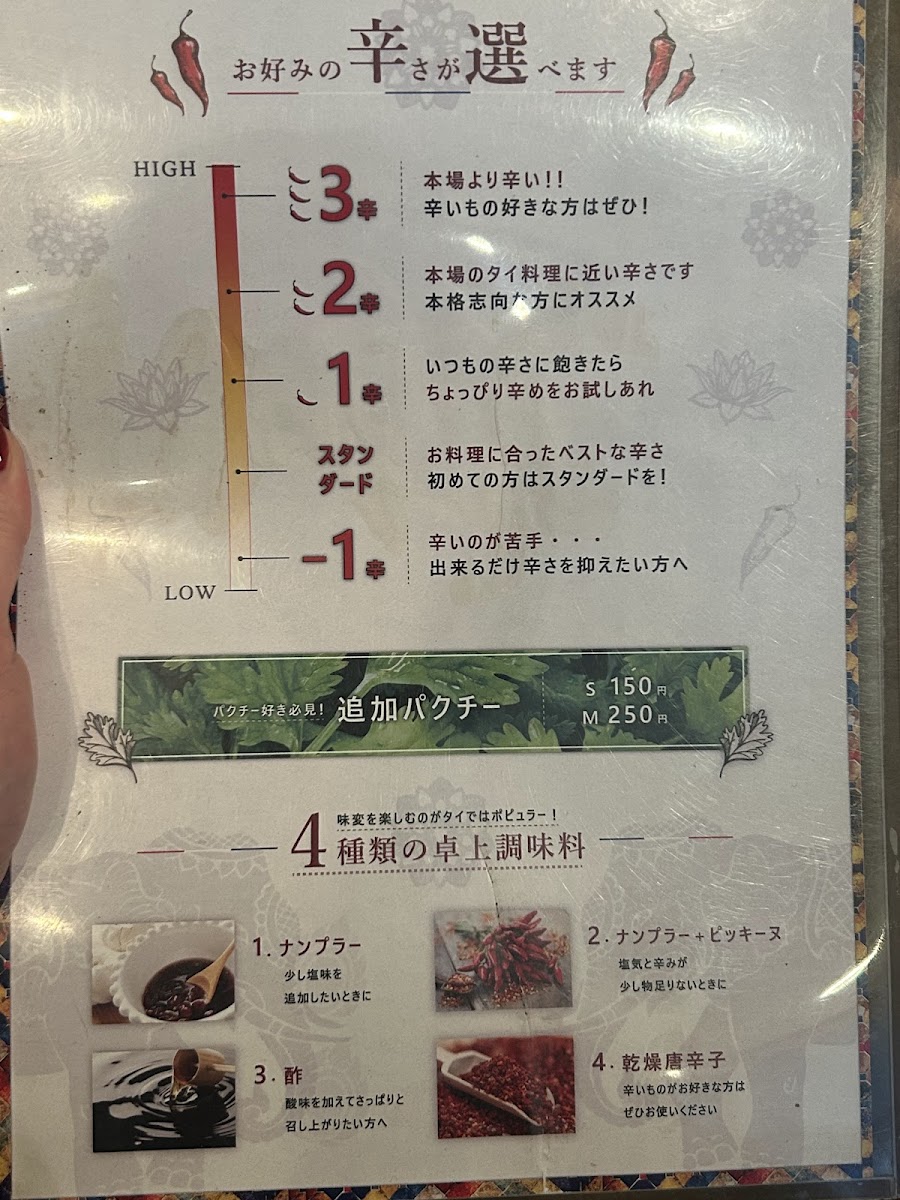 お好みの辛さが選べます
HIGH
3辛
本場より辛い!!
辛いもの好きな方はぜひ!
2辛
本場のタイ料理に近い辛さです
本格志向な方にオススメ
1辛
いつもの辛さに飽きたら
ちょっぴり辛めをお試しあれ
スタン
ダード
お料理に合ったベストな辛さ
初めての方はスタンダードを!
-1辛
辛いのが苦手・・・
出来るだけ辛さを抑えたい方へ
LOW
パクチー好き必見! 追加パクチー
S 150円
M 250円
味変を楽しむのがタイではポピュラー!
4種類の卓上調味料
1. ナンプラー
少し塩味を
追加したいときに
2. ナンプラー+ピッキーヌ
塩気と辛みが
少し物足りないときに
3. 酢
酸味を加えてさっぱりと
召し上がりたい方へ
4. 乾燥唐辛子
辛いものがお好きな方は
ぜひお使いください